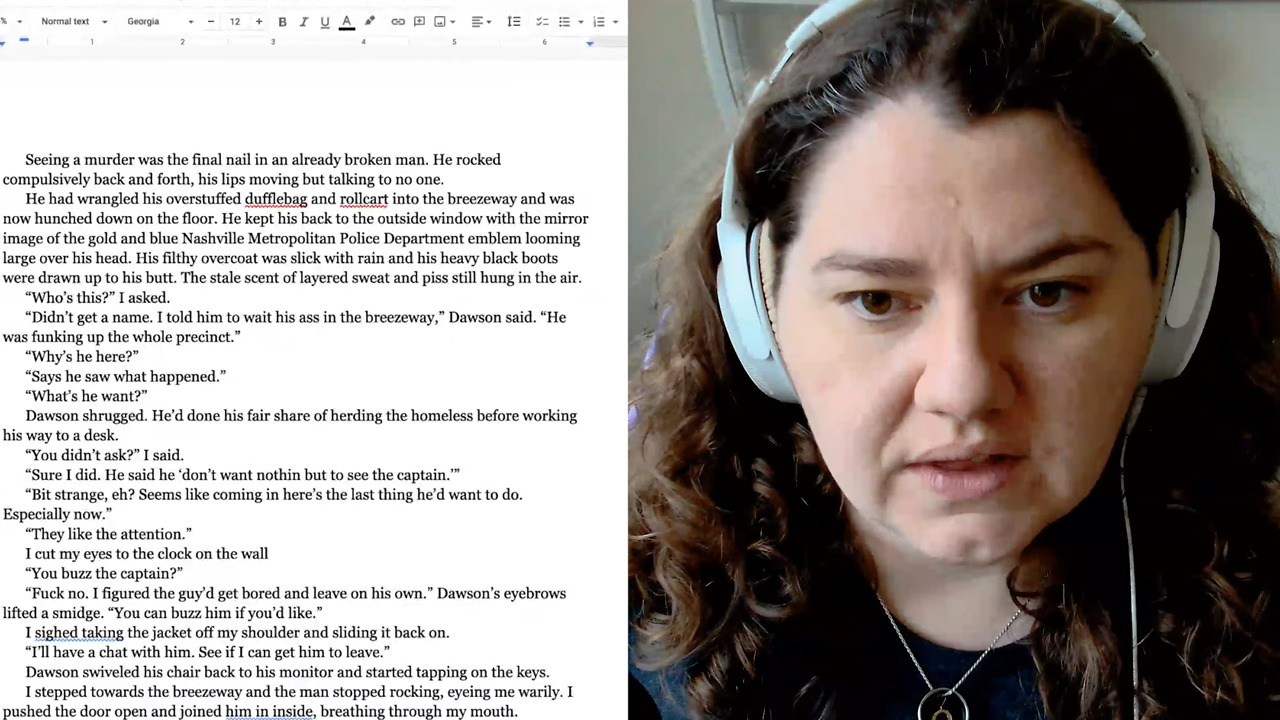 %
Normal text
Georgia
− 12 +
B I U A
1 2 3 4 5 6
Seeing a murder was the final nail in an already broken man. He rocked
compulsively back and forth, his lips moving but talking to no one.
He had wrangled his overstuffed dufflebag and rollcart into the breezeway and was
now hunched down on the floor. He kept his back to the outside window with the mirror
image of the gold and blue Nashville Metropolitan Police Department emblem looming
large over his head. His filthy overcoat was slick with rain and his heavy black boots
were drawn up to his butt. The stale scent of layered sweat and piss still hung in the air.
“Who’s this?” I asked.
“Didn’t get a name. I told him to wait his ass in the breezeway,” Dawson said. “He
was funking up the whole precinct.”
“Why’s he here?”
“Says he saw what happened.”
“What’s he want?”
Dawson shrugged. He’d done his fair share of herding the homeless before working
his way to a desk.
“You didn’t ask?” I said.
“Sure I did. He said he ‘don’t want nothin but to see the captain.’”
“Bit strange, eh? Seems like coming in here’s the last thing he’d want to do.
Especially now.”
“They like the attention.”
I cut my eyes to the clock on the wall
“You buzz the captain?”
“Fuck no. I figured the guy’d get bored and leave on his own.” Dawson’s eyebrows
lifted a smidge. “You can buzz him if you’d like.”
I sighed taking the jacket off my shoulder and sliding it back on.
“I’ll have a chat with him. See if I can get him to leave.”
Dawson swiveled his chair back to his monitor and started tapping on the keys.
I stepped towards the breezeway and the man stopped rocking, eyeing me warily. I
pushed the door open and joined him in inside, breathing through my mouth.